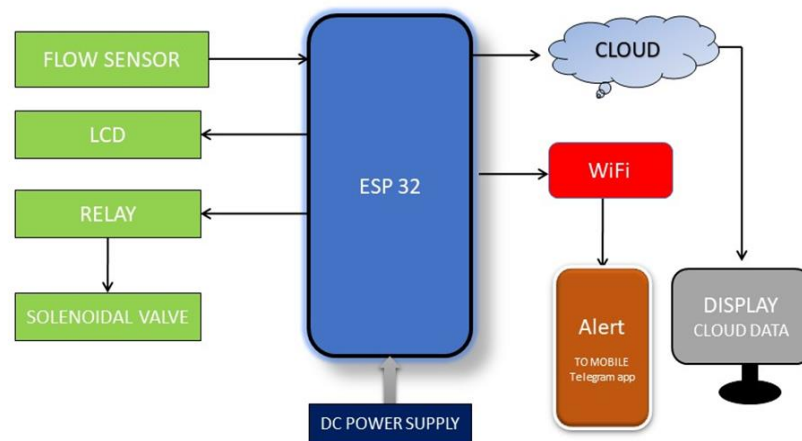 FLOW SENSOR
LCD
RELAY
SOLENOIDAL VALVE
ESP 32
DC POWER SUPPLY
CLOUD
WiFi
Alert
TO MOBILE
Telegram app
DISPLAY
CLOUD DATA